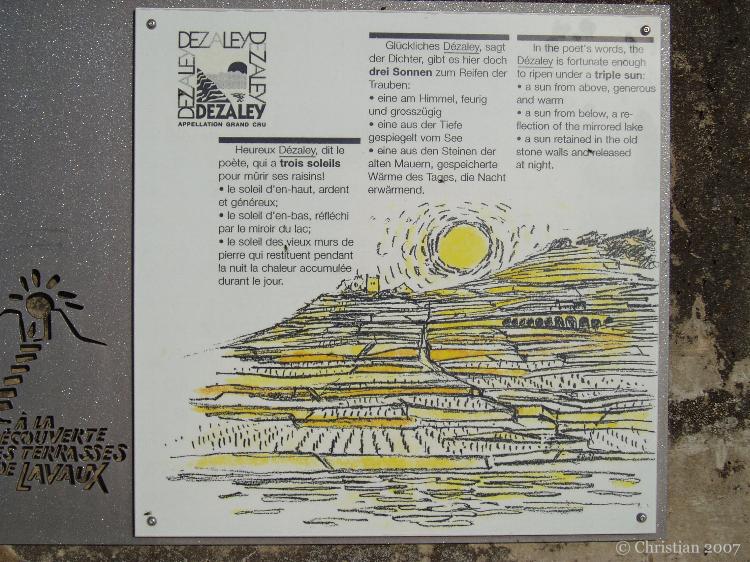 DEZALEY
DEZALEY
DEZALEY
DEZALEY
APPELLATION GRAND CRU
Heureux Dézaley, dit le
poète, qui a trois soleils
pour mûrir ses raisins!
• le soleil d'en-haut, ardent
et généreux;
• le soleil d'en-bas, réfléchi
par le miroir du lac;
• le soleil des vieux murs de
pierre qui restituent pendant
la nuit la chaleur accumulée
durant le jour.
Glückliches Dézaley, sagt
der Dichter, gibt es hier doch
drei Sonnen zum Reifen der
Trauben:
• eine am Himmel, feurig
und grosszügig
• eine aus der Tiefe
gespiegelt vom See
• eine aus den Steinen der
alten Mauern, gespeicherte
Wärme des Tages, die Nacht
erwärmend.
In the poet's words, the
Dézaley is fortunate enough
to ripen under a triple sun:
• a sun from above, generous
and warm
• a sun from below, a re-
flection of the mirrored lake
• a sun retained in the old
stone walls and released
at night.
À LA
DÉCOUVERTE
DES TERRASSES
DE LAVAUX
© Christian 2007